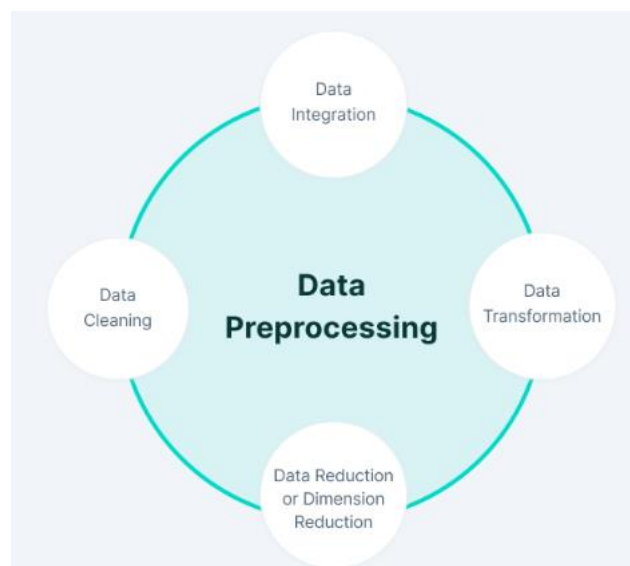 Data
Integration
Data
Cleaning
Data
Preprocessing
Data
Transformation
Data Reduction
or Dimension
Reduction